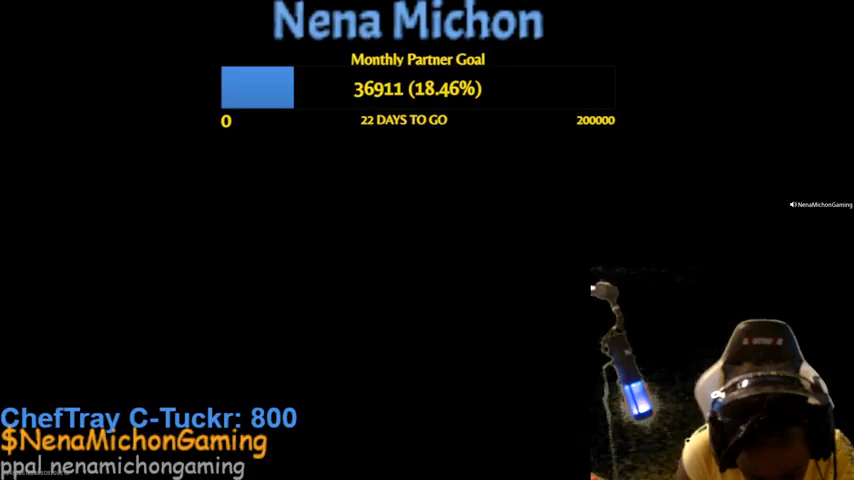 Nena Michon
Monthly Partner Goal
36911 (18.46%)
0
22 DAYS TO GO
200000
NenaMichonGaming
ChefTray C-Tuckr: 800
$NenaMichonGaming
ppal nenamichongaming